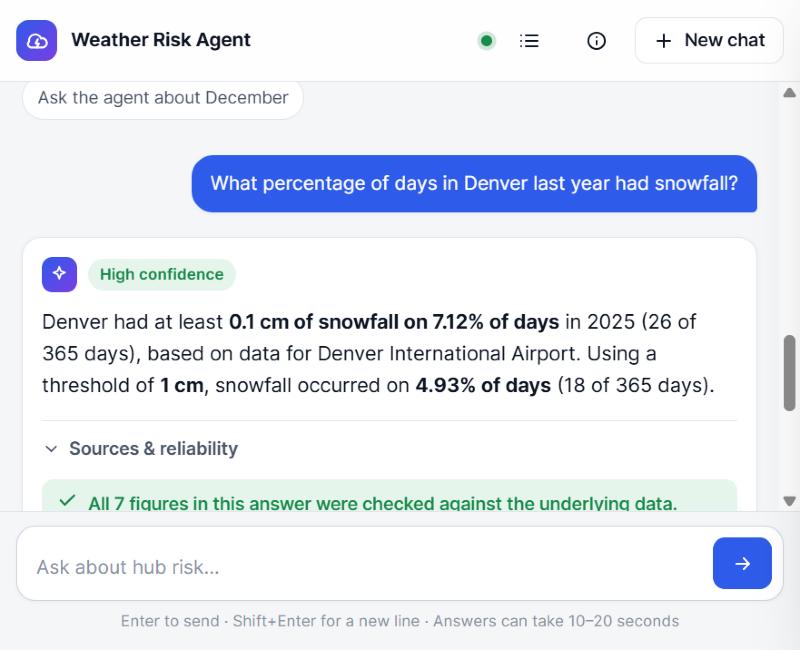 Weather Risk Agent
New chat
Ask the agent about December
What percentage of days in Denver last year had snowfall?
High confidence
Denver had at least 0.1 cm of snowfall on 7.12% of days in 2025 (26 of
365 days), based on data for Denver International Airport. Using a
threshold of 1 cm, snowfall occurred on 4.93% of days (18 of 365 days).
Sources & reliability
All 7 figures in this answer were checked against the underlying data.
Ask about hub risk...
Enter to send · Shift+Enter for a new line · Answers can take 10–20 seconds